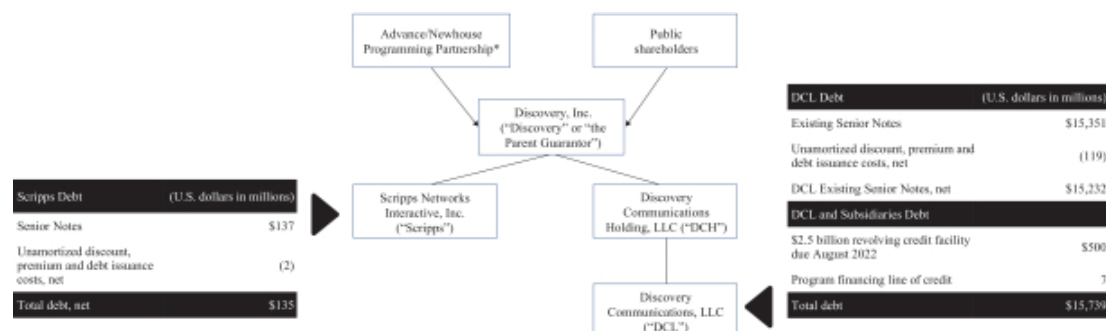 Advance/Newhouse
Programming Partnership*
Public
shareholders
Discovery, Inc.
("Discovery" or "the
Parent Guarantor")
Scripps Debt (U.S. dollars in millions)
Senior Notes $137
Unamortized discount,
premium and debt issuance
costs, net (2)
Total debt, net $135
Scripps Networks
Interactive, Inc.
("Scripps")
Discovery
Communications
Holding, LLC ("DCH")
Discovery
Communications, LLC
("DCL")
DCL Debt (U.S. dollars in millions)
Existing Senior Notes $15,351
Unamortized discount, premium and
debt issuance costs, net (119)
DCL Existing Senior Notes, net $15,232
DCL and Subsidiaries Debt
$2.5 billion revolving credit facility
due August 2022 $500
Program financing line of credit 7
Total debt $15,739